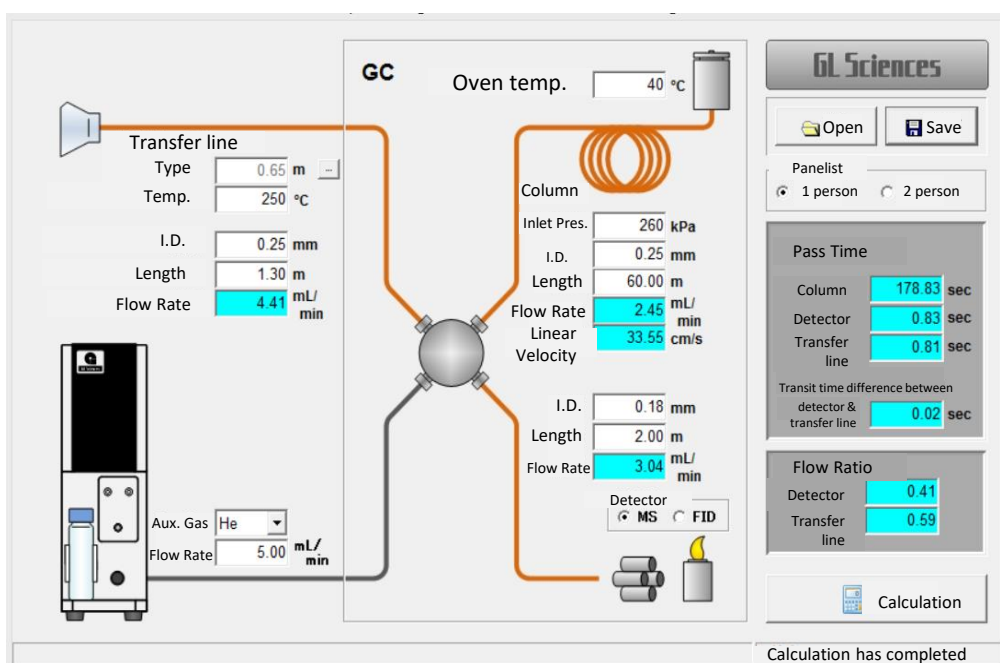 GC
Oven temp. 40 °C
Transfer line
Type 0.65 m ...
Temp. 250 °C
I.D. 0.25 mm
Length 1.30 m
Flow Rate 4.41 mL/min
Column
Inlet Pres. 260 kPa
I.D. 0.25 mm
Length 60.00 m
Flow Rate 2.45 mL/min
Linear Velocity 33.55 cm/s
I.D. 0.18 mm
Length 2.00 m
Flow Rate 3.04 mL/min
Detector
MS FID
Aux. Gas He
Flow Rate 5.00 mL/min
GL Sciences
Open Save
Panelist
1 person 2 person
Pass Time
Column 178.83 sec
Detector 0.83 sec
Transfer line 0.81 sec
Transit time difference between
detector &
transfer line 0.02 sec
Flow Ratio
Detector 0.41
Transfer line 0.59
Calculation
Calculation has completed